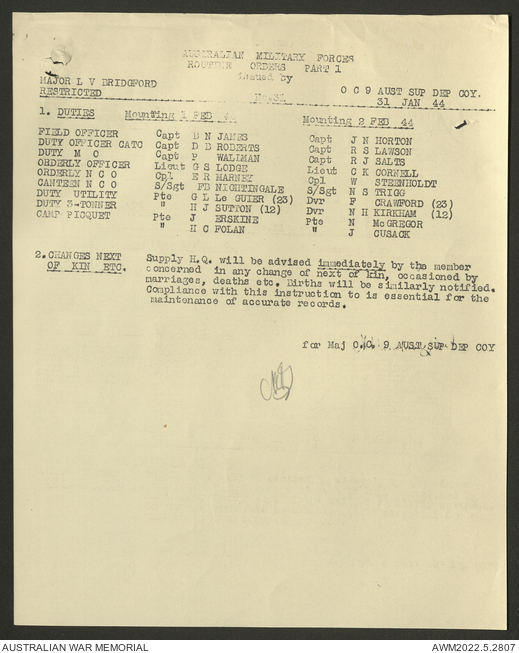 AUSTRALIAN MILITARY FORCES
ROUTINE ORDERS PART 1
issued by
MAJOR L V BRIDGFORD O C 9 AUST SUP DEP COY.
RESTRICTED No. 31 JAN 44
1. DUTIES Mounting 1 FEB 44 Mounting 2 FEB 44
FIELD OFFICER Capt B N JAMES Capt J N HORTON
DUTY OFFICER CATC Capt D B ROBERTS Capt R S LAWSON
DUTY M O Capt P WALLMAN Capt R J SALTS
ORDERLY OFFICER Lieut G S LODGE Lieut C K CORNELL
ORDERLY N C O Cpl E R MARNEY Cpl W STEENHOLDT
CANTEEN N C O S/Sgt FD NIGHTINGALE S/Sgt N S TRIGG
DUTY UTILITY Pte G L Le GUIER (23) Dvr F CRAWFORD (23)
DUTY 3-TONNER " H J SUTTON (12) Dvr N H KIRKHAM (12)
CAMP PICQUET Pte J ERSKINE Pte N McGREGOR
" H C FOLAN " J CUSACK
2. CHANGES NEXT OF KIN ETC. Supply H.Q. will be advised immediately by the member
concerned in any change of next of kin, occasioned by
marriages, deaths etc. Births will be similarly notified.
Compliance with this instruction to is essential for the
maintenance of accurate records.
for Maj O.C. 9 AUST SUP DEP COY
AUSTRALIAN WAR MEMORIAL AWM2022.5.2807